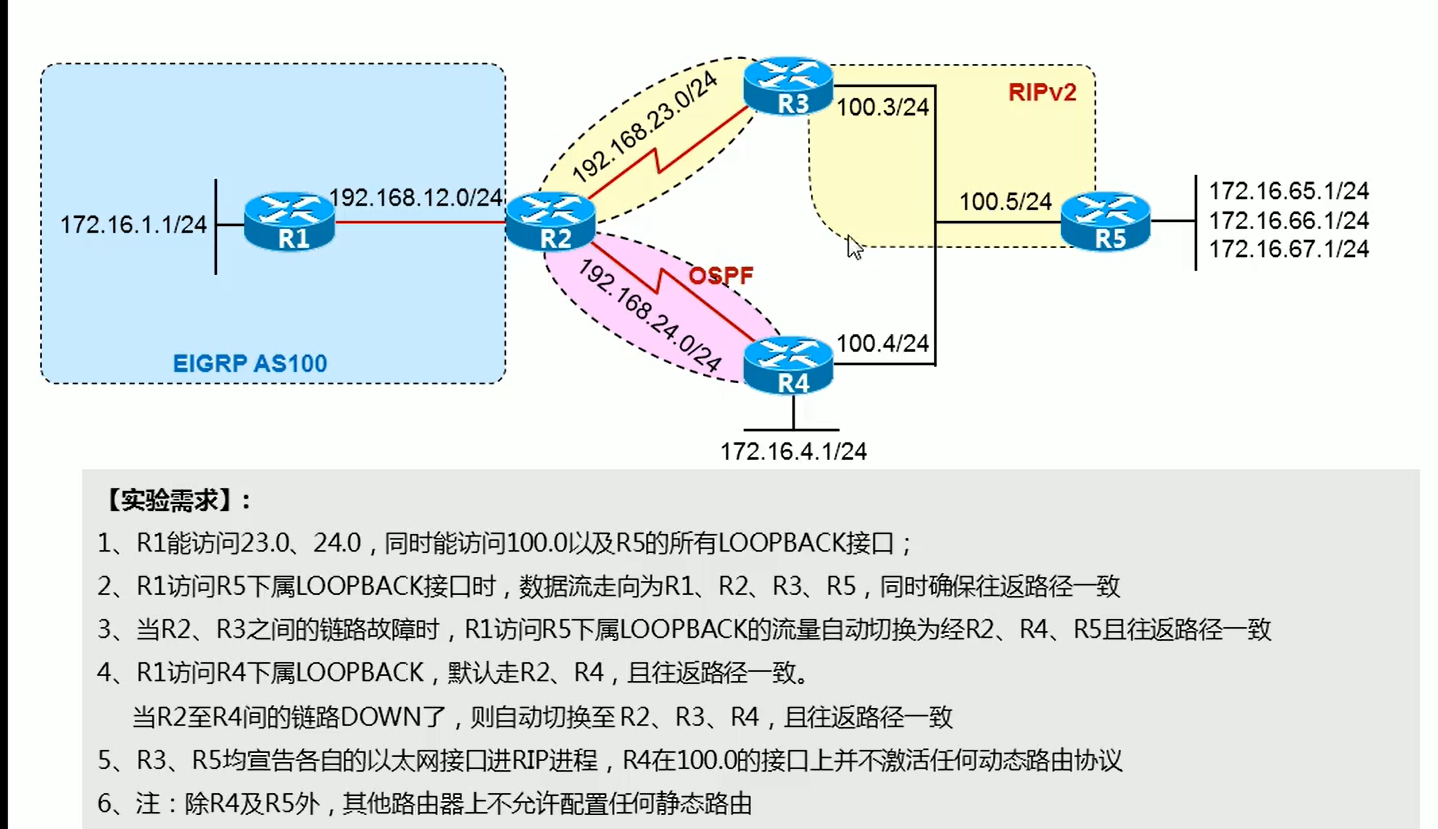 RIPv2
R3
192.168.23.0/24
100.3/24
192.168.12.0/24
100.5/24
172.16.65.1/24
172.16.1.1/24
R1
R2
R5
172.16.66.1/24
172.16.67.1/24
OSPF
192.168.24.0/24
100.4/24
EIGRP AS100
R4
172.16.4.1/24
【实验需求】:
1、R1能访问23.0、24.0，同时能访问100.0以及R5的所有LOOPBACK接口；
2、R1访问R5下属LOOPBACK接口时，数据流走向为R1、R2、R3、R5，同时确保往返路径一致
3、当R2、R3之间的链路故障时，R1访问R5下属LOOPBACK的流量自动切换为经R2、R4、R5且往返路径一致
4、R1访问R4下属LOOPBACK，默认走R2、R4，且往返路径一致。
当R2至R4间的链路DOWN了，则自动切换至 R2、R3、R4，且往返路径一致
5、R3、R5均宣告各自的以太网接口进RIP进程，R4在100.0的接口上并不激活任何动态路由协议
6、注：除R4及R5外，其他路由器上不允许配置任何静态路由